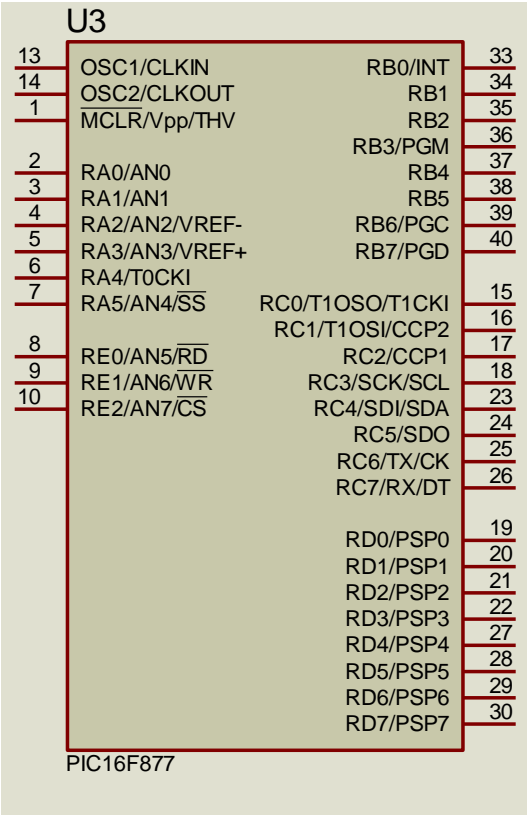 U3
13 OSC1/CLKIN RB0/INT 33
14 OSC2/CLKOUT RB1 34
1 MCLR/Vpp/THV RB2 35
RB3/PGM 36
2 RA0/AN0 RB4 37
3 RA1/AN1 RB5 38
4 RA2/AN2/VREF- RB6/PGC 39
5 RA3/AN3/VREF+ RB7/PGD 40
6 RA4/T0CKI
7 RA5/AN4/SS RC0/T1OSO/T1CKI 15
RC1/T1OSI/CCP2 16
8 RE0/AN5/RD RC2/CCP1 17
9 RE1/AN6/WR RC3/SCK/SCL 18
10 RE2/AN7/CS RC4/SDI/SDA 23
RC5/SDO 24
RC6/TX/CK 25
RC7/RX/DT 26
RD0/PSP0 19
RD1/PSP1 20
RD2/PSP2 21
RD3/PSP3 22
RD4/PSP4 27
RD5/PSP5 28
RD6/PSP6 29
RD7/PSP7 30
PIC16F877